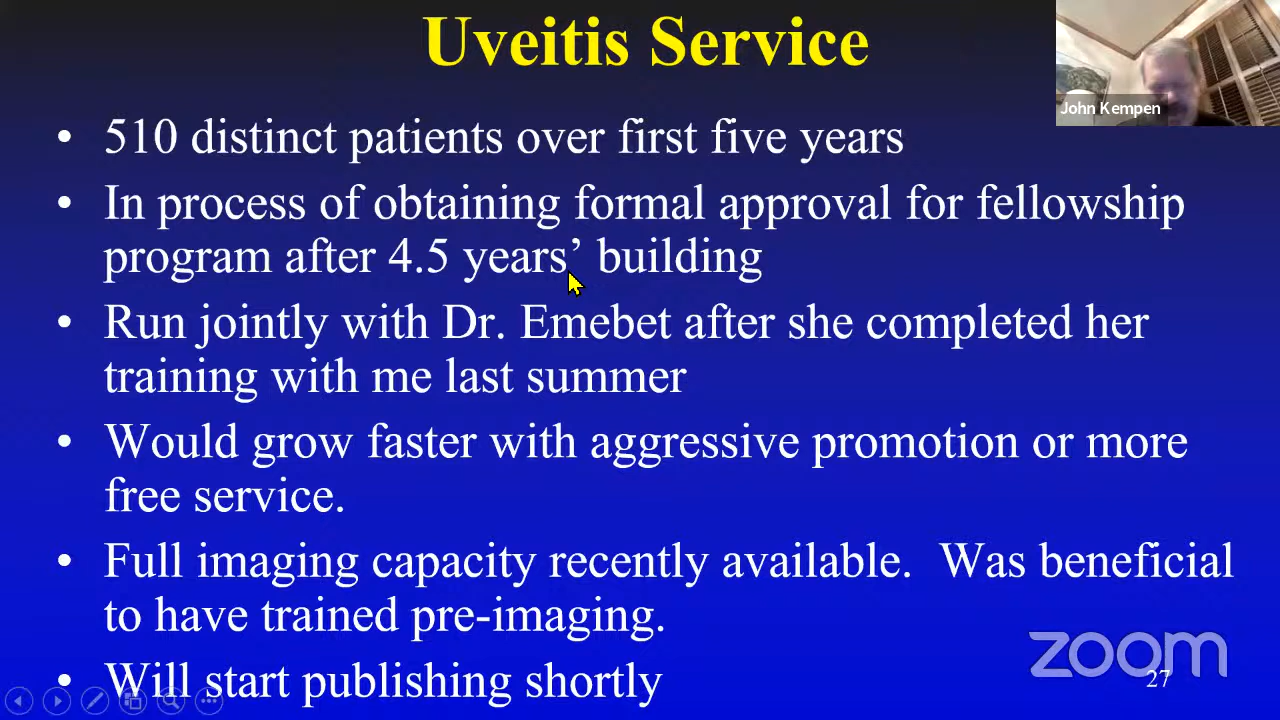 Uveitis Service
John Kempen
• 510 distinct patients over first five years
• In process of obtaining formal approval for fellowship
program after 4.5 years’ building
• Run jointly with Dr. Emebet after she completed her
training with me last summer
• Would grow faster with aggressive promotion or more
free service.
• Full imaging capacity recently available.  Was beneficial
to have trained pre-imaging.
• Will start publishing shortly
zoom
27